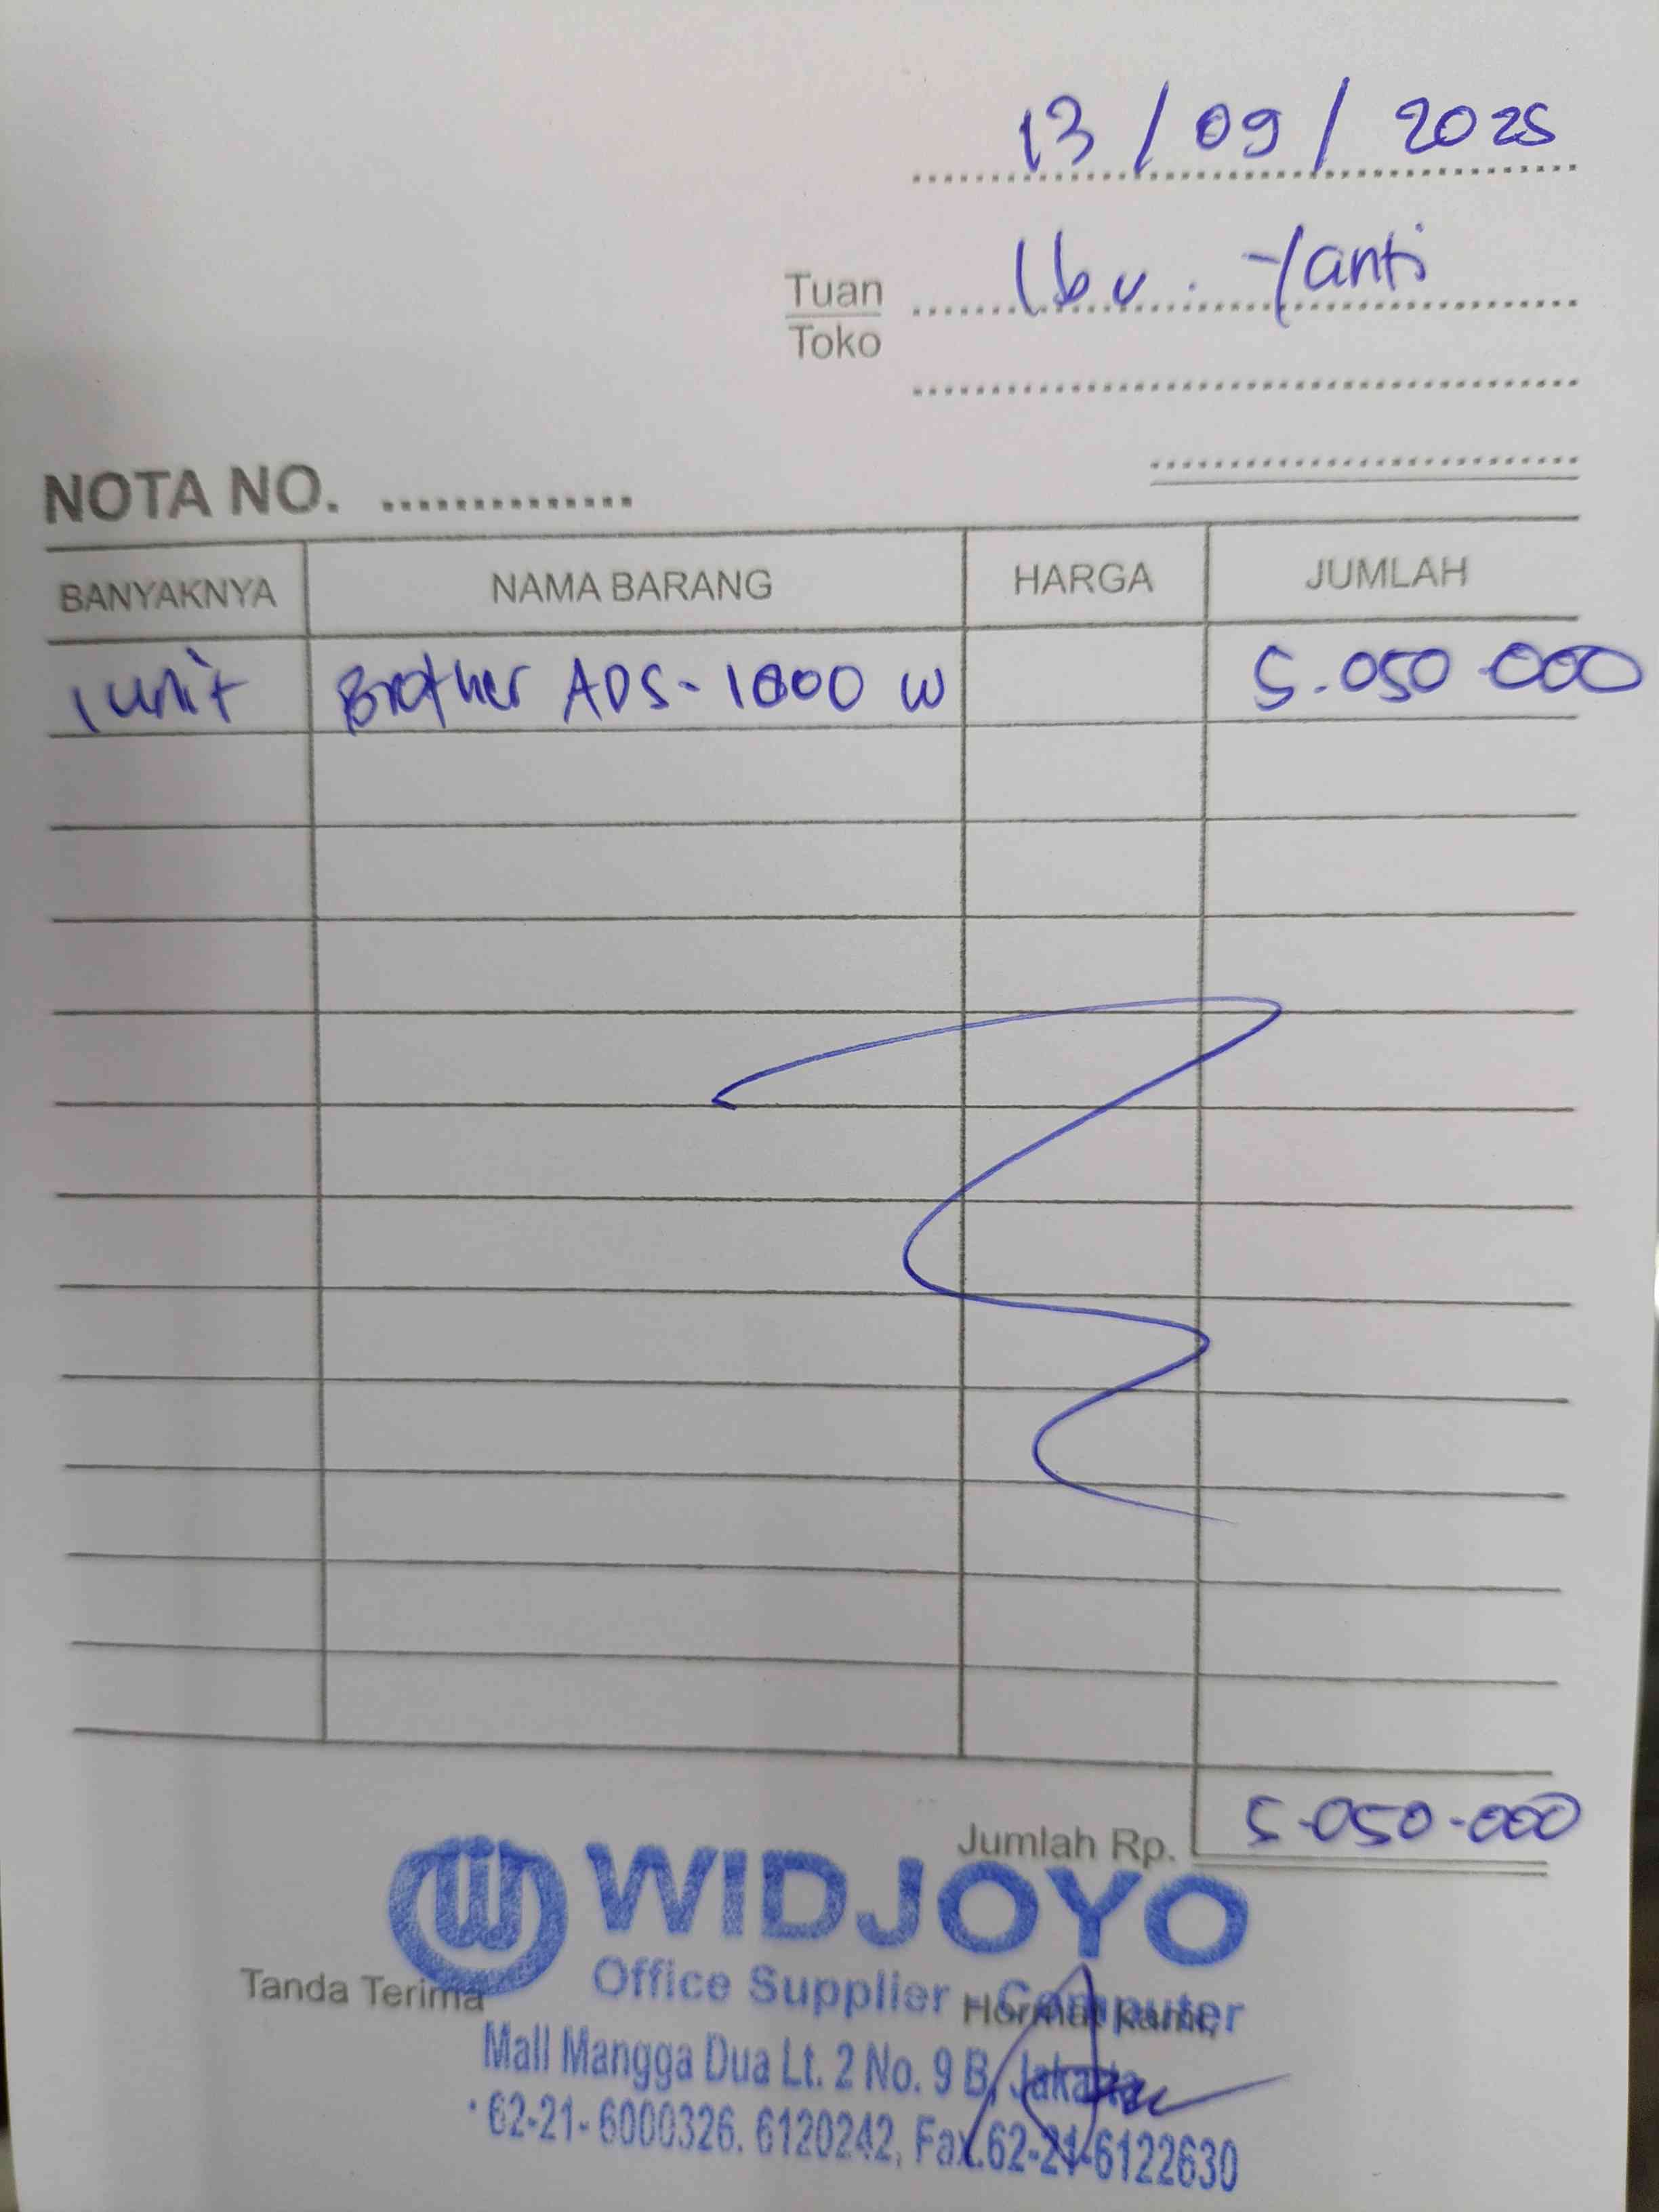 13/09/2025
Tuan Ibu. Yanti
Toko
NOTA NO. ..............
BANYAKNYA NAMA BARANG HARGA JUMLAH
1 unit Brother ADS-1800 W 5.050.000
Jumlah Rp. 5.050.000
WIDJOYO
Office Supplier - Computer
Tanda Terima Hormat kami,
Mall Mangga Dua Lt. 2 No. 9 B, Jakarta
62-21-6000326. 6120242, Fax.62-21-6122630